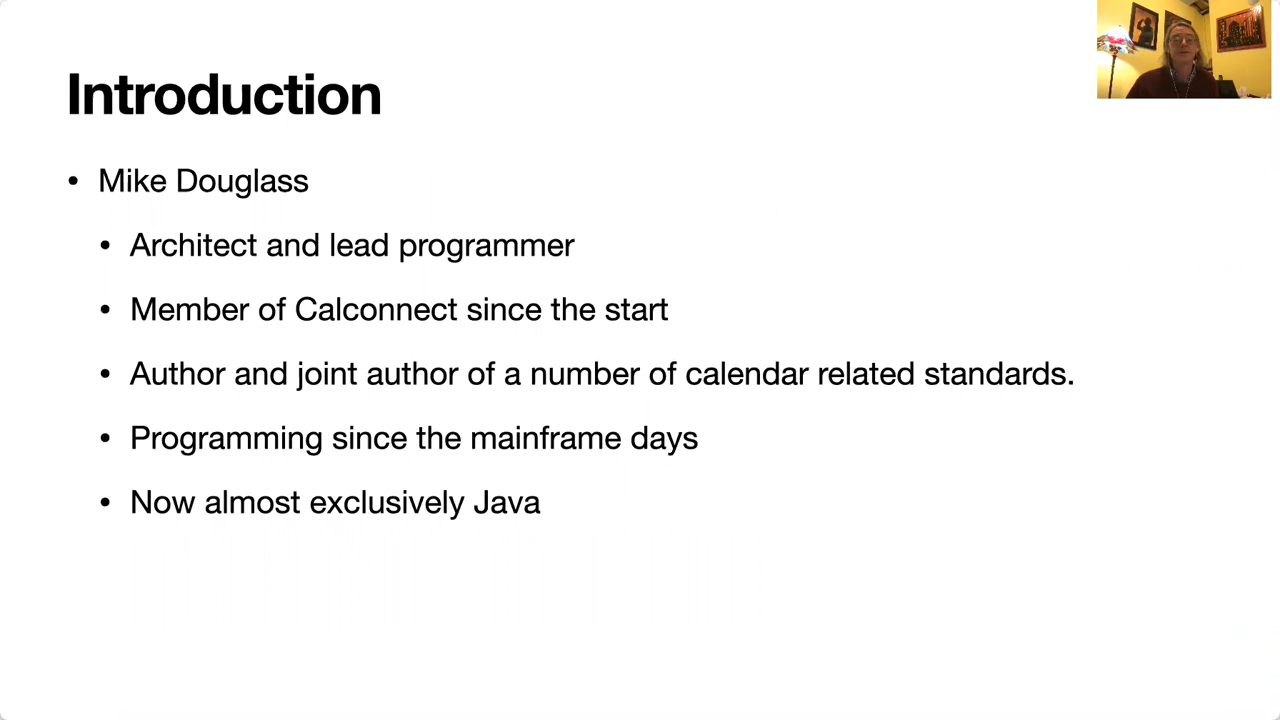 Introduction
• Mike Douglass
• Architect and lead programmer
• Member of Calconnect since the start
• Author and joint author of a number of calendar related standards.
• Programming since the mainframe days
• Now almost exclusively Java